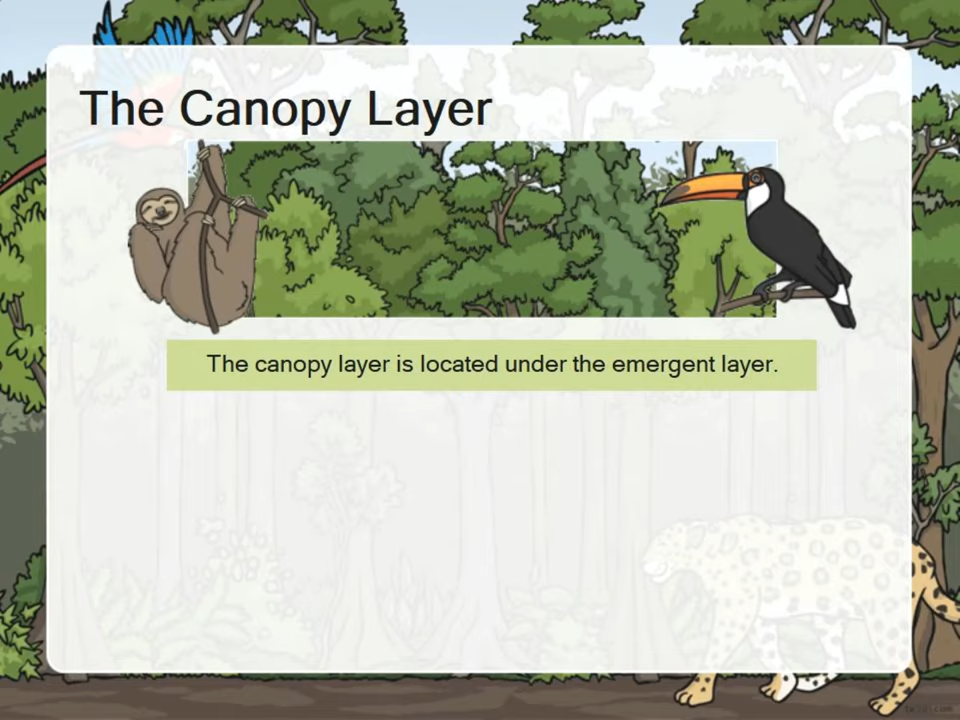 The Canopy Layer
The canopy layer is located under the emergent layer.